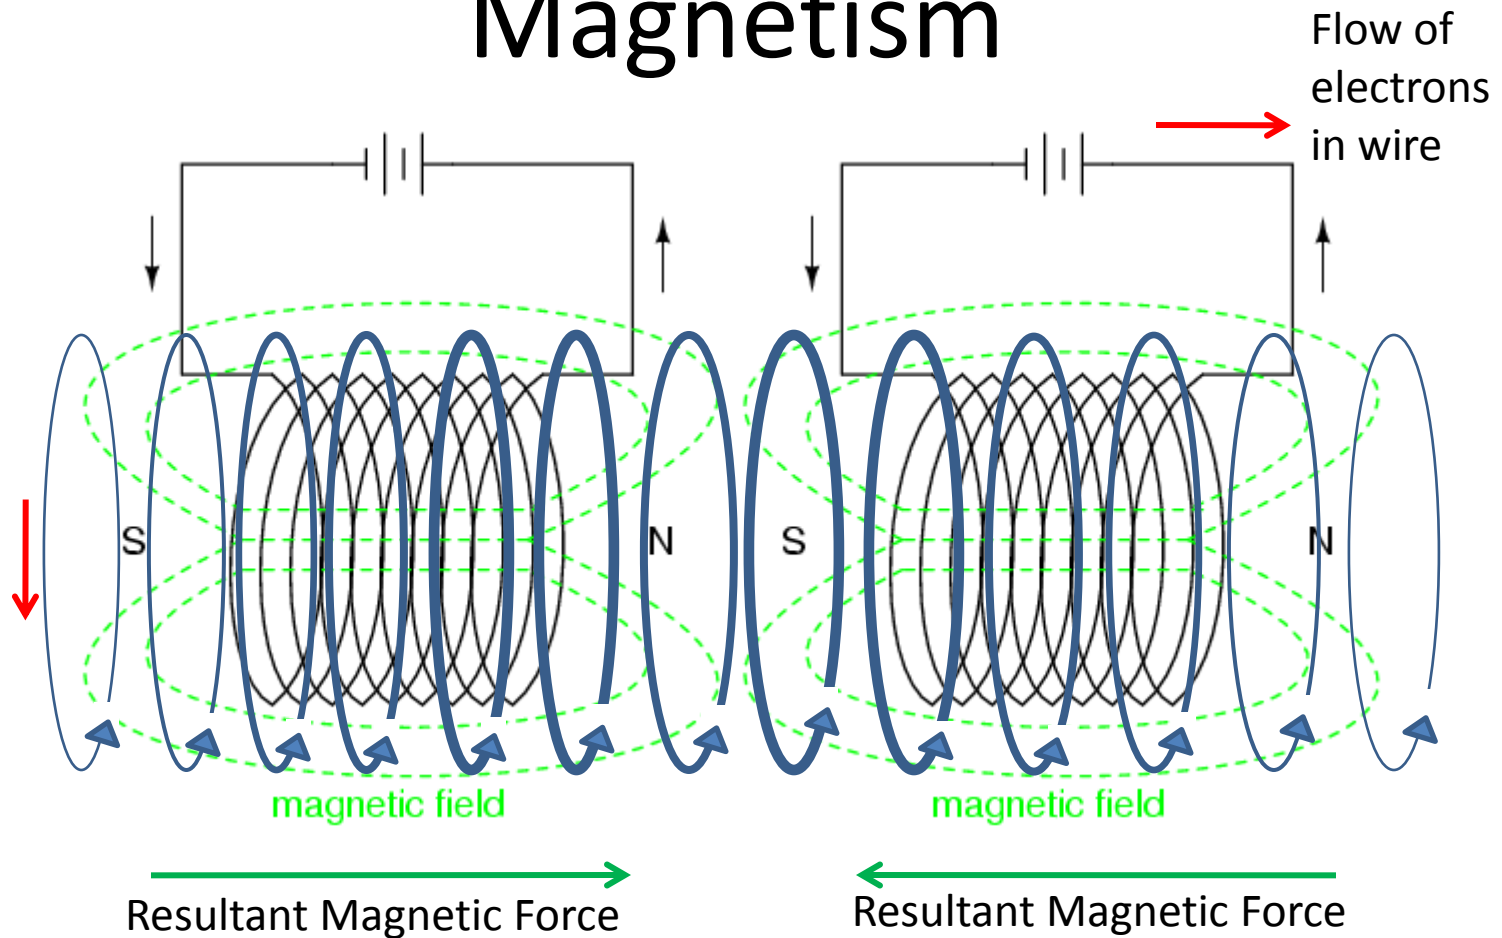 Magnetism
Flow of
electrons
in wire
S
N
S
N
magnetic field
magnetic field
Resultant Magnetic Force
Resultant Magnetic Force